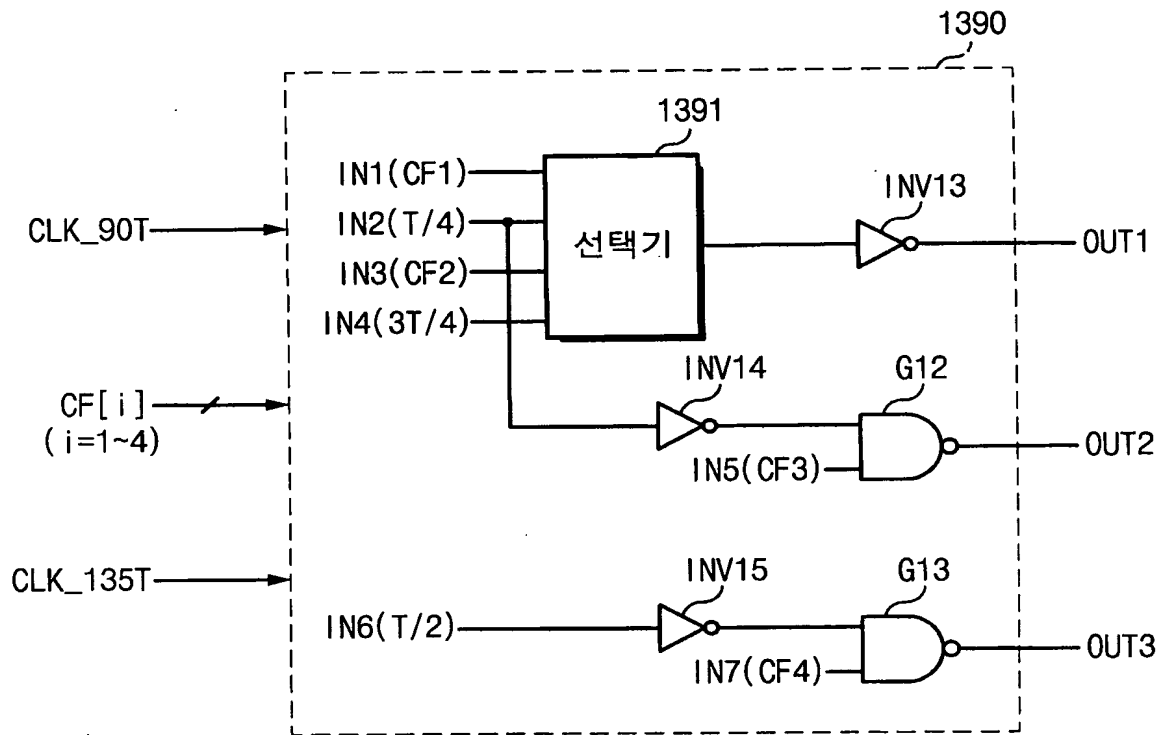 1390
1391
IN1(CF1)
INV13
CLK_90T
IN2(T/4)
선택기
OUT1
IN3(CF2)
IN4(3T/4)
INV14
G12
CF[i]
(i=1~4)
OUT2
IN5(CF3)
CLK_135T
INV15
G13
IN6(T/2)
OUT3
IN7(CF4)